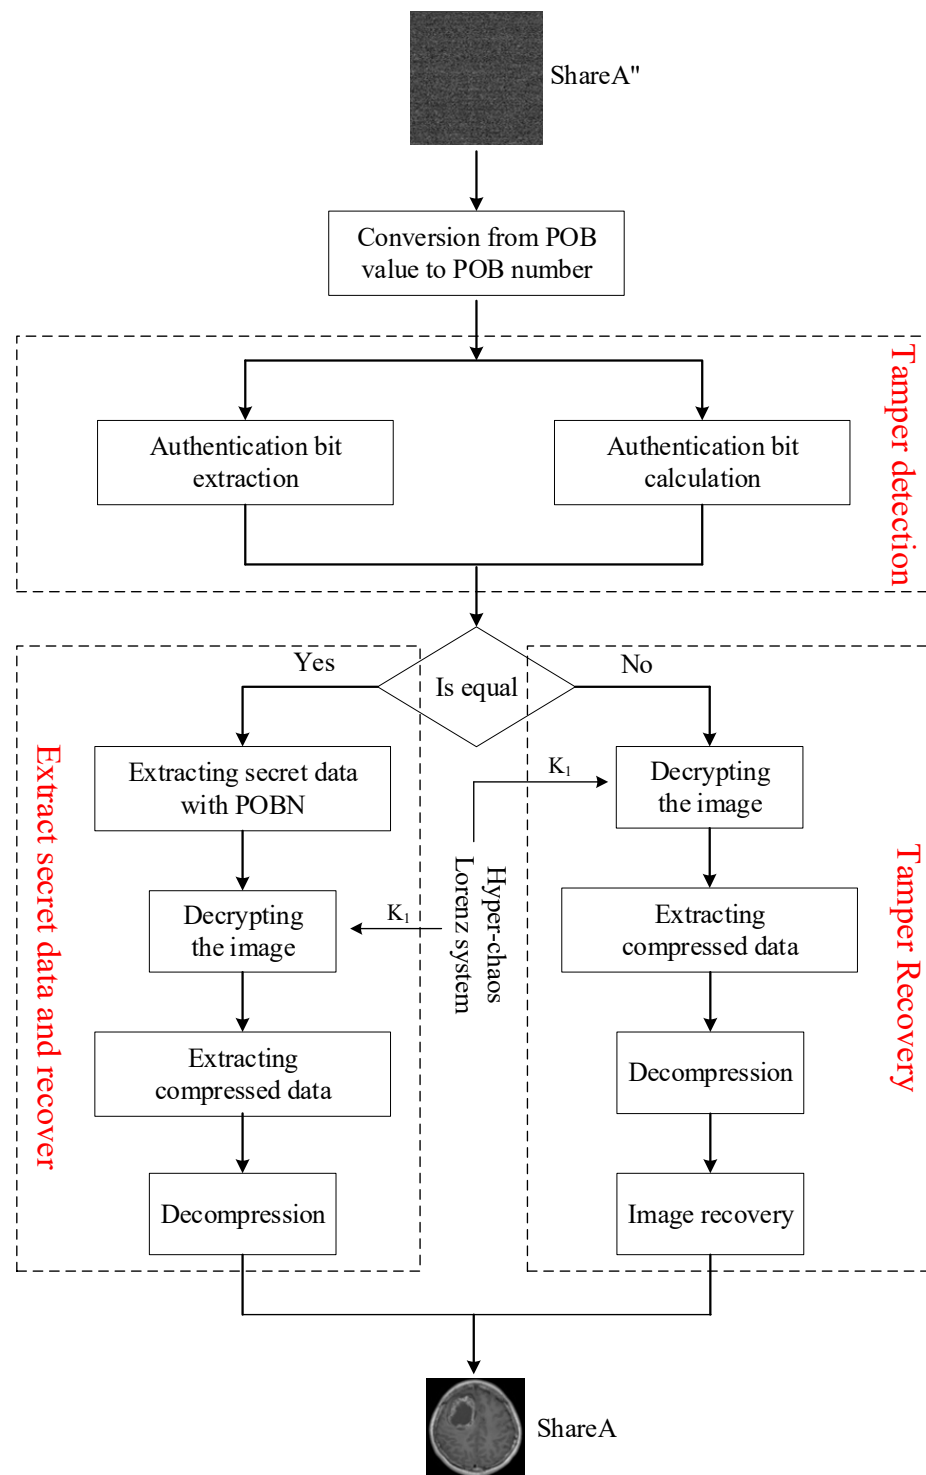 ShareA"
Conversion from POB
value to POB number
Tamper detection
Authentication bit
extraction
Authentication bit
calculation
Yes
Is equal
No
Extract secret data and recover
Extracting secret data
with POBN
Decrypting
the image
K₁
Extracting
compressed data
Decompression
Hyper-chaos
Lorenz system
K₁
Decrypting
the image
Extracting
compressed data
Decompression
Image recovery
Tamper Recovery
ShareA